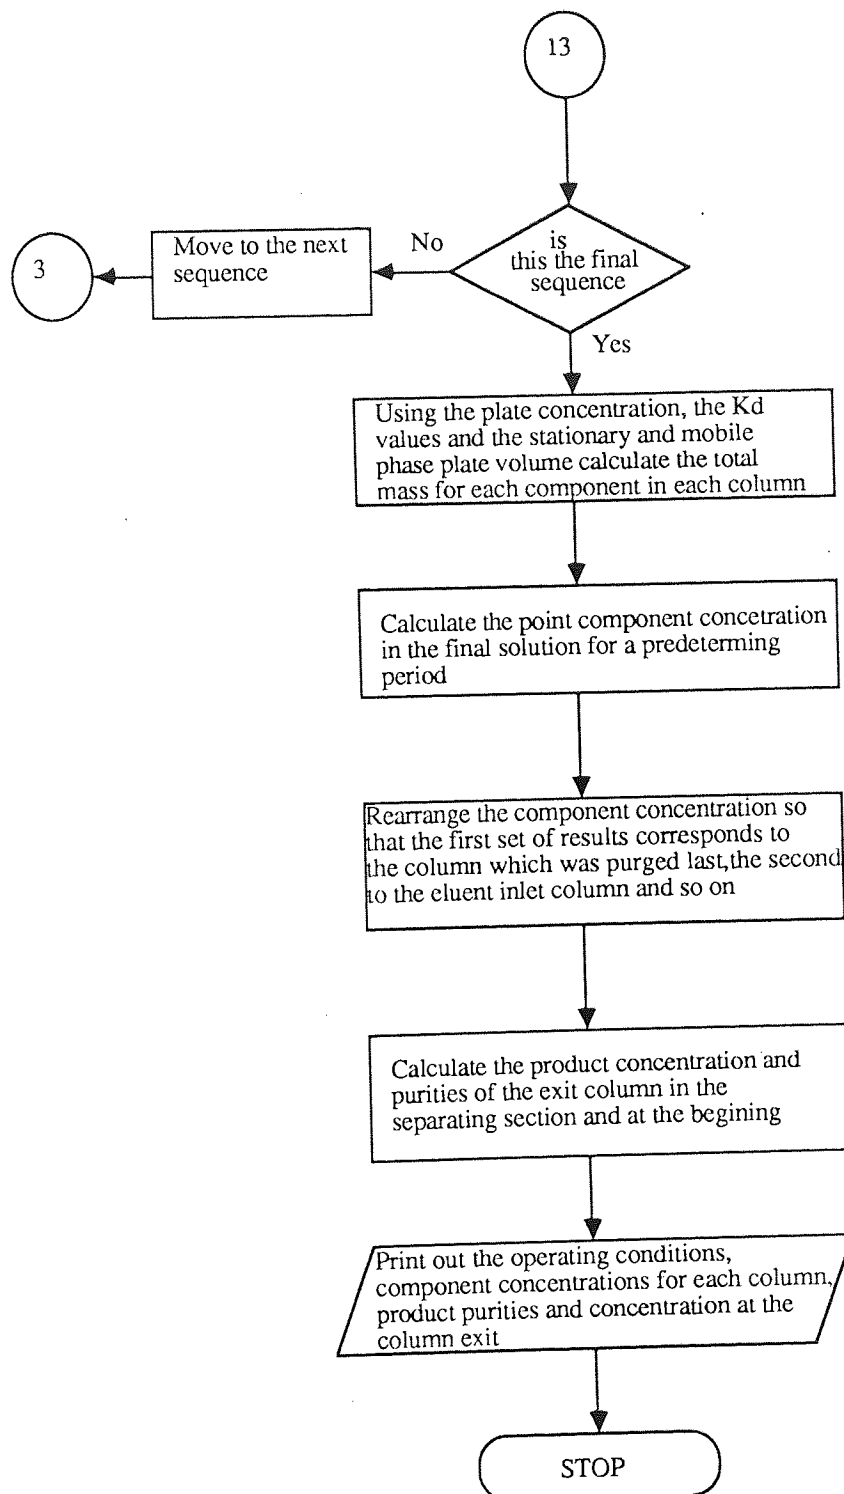 13
is
this the final
sequence
No
Move to the next
sequence
3
Yes
Using the plate concentration, the Kd
values and the stationary and mobile
phase plate volume calculate the total
mass for each component in each column
Calculate the point component concetration
in the final solution for a predeterming
period
Rearrange the component concentration so
that the first set of results corresponds to
the column which was purged last,the second
to the eluent inlet column and so on
Calculate the product concentration and
purities of the exit column in the
separating section and at the begining
Print out the operating conditions,
component concentrations for each column,
product purities and concentration at the
column exit
STOP